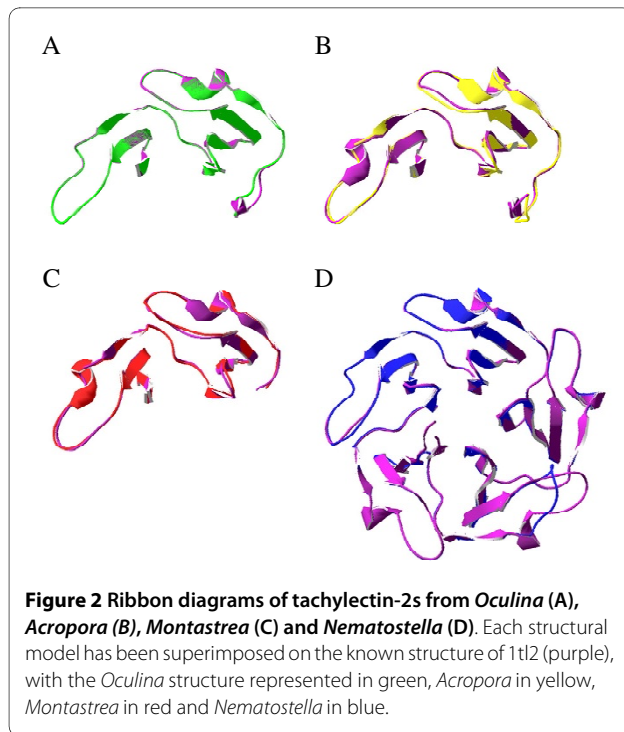 A
B
C
D
Figure 2 Ribbon diagrams of tachylectin-2s from Oculina (A),
Acropora (B), Montastrea (C) and Nematostella (D). Each structural
model has been superimposed on the known structure of 1tl2 (purple),
with the Oculina structure represented in green, Acropora in yellow,
Montastrea in red and Nematostella in blue.